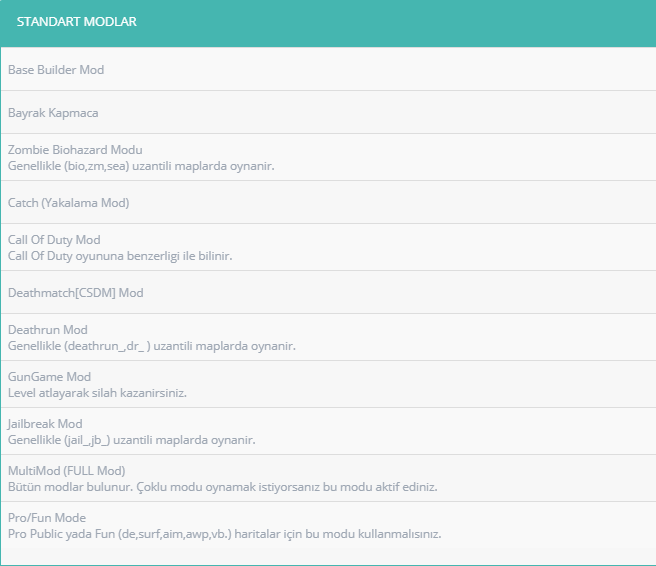 STANDART MODLAR
Base Builder Mod
Bayrak Kapmaca
Zombie Biohazard Modu
Genellikle (bio,zm,sea) uzantili maplarda oynanir.
Catch (Yakalama Mod)
Call Of Duty Mod
Call Of Duty oyununa benzerligi ile bilinir.
Deathmatch[CSDM] Mod
Deathrun Mod
Genellikle (deathrun_,dr_ ) uzantili maplarda oynanir.
GunGame Mod
Level atlayarak silah kazanirsiniz.
Jailbreak Mod
Genellikle (jail_,jb_) uzantili maplarda oynanir.
MultiMod (FULL Mod)
Bütün modlar bulunur. Çoklu modu oynamak istiyorsanız bu modu aktif ediniz.
Pro/Fun Mode
Pro Public yada Fun (de,surf,aim,awp,vb.) haritalar için bu modu kullanmalısınız.